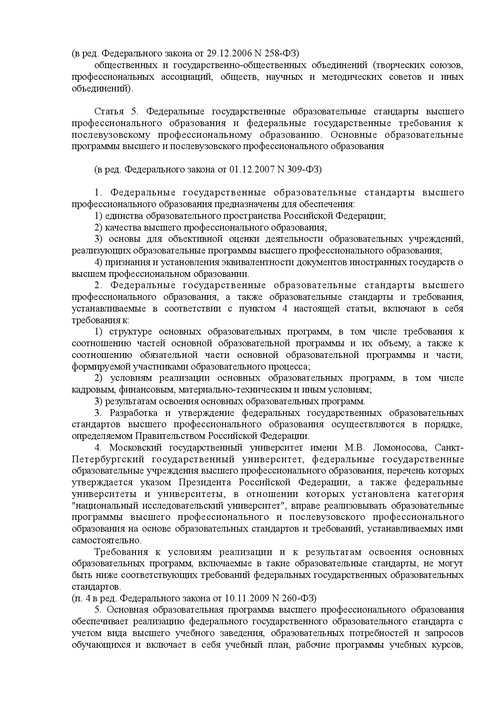 (в ред. Федерального закона от 29.12.2006 N 258-ФЗ)
общественных и государственно-общественных объединений (творческих союзов,
профессиональных ассоциаций, обществ, научных и методических советов и иных
объединений).
Статья 5. Федеральные государственные образовательные стандарты высшего
профессионального образования и федеральные государственные требования к
послевузовскому профессиональному образованию. Основные образовательные
программы высшего и послевузовского профессионального образования
(в ред. Федерального закона от 01.12.2007 N 309-ФЗ)
1. Федеральные государственные образовательные стандарты высшего
профессионального образования предназначены для обеспечения:
1) единства образовательного пространства Российской Федерации;
2) качества высшего профессионального образования;
3) основы для объективной оценки деятельности образовательных учреждений,
реализующих образовательные программы высшего профессионального образования;
4) признания и установления эквивалентности документов иностранных государств о
высшем профессиональном образовании.
2. Федеральные государственные образовательные стандарты высшего
профессионального образования, а также образовательные стандарты и требования,
устанавливаемые в соответствии с пунктом 4 настоящей статьи, включают в себя
требования к:
1) структуре основных образовательных программ, в том числе требования к
соотношению частей основной образовательной программы и их объему, а также к
соотношению обязательной части основной образовательной программы и части,
формируемой участниками образовательного процесса;
2) условиям реализации основных образовательных программ, в том числе
кадровым, финансовым, материально-техническим и иным условиям;
3) результатам освоения основных образовательных программ.
3. Разработка и утверждение федеральных государственных образовательных
стандартов высшего профессионального образования осуществляются в порядке,
определяемом Правительством Российской Федерации.
4. Московский государственный университет имени М.В. Ломоносова, Санкт-
Петербургский государственный университет, федеральные государственные
образовательные учреждения высшего профессионального образования, перечень которых
утверждается указом Президента Российской Федерации, а также федеральные
университеты и университеты, в отношении которых установлена категория
"национальный исследовательский университет", вправе реализовывать образовательные
программы высшего профессионального и послевузовского профессионального
образования на основе образовательных стандартов и требований, устанавливаемых ими
самостоятельно.
Требования к условиям реализации и к результатам освоения основных
образовательных программ, включаемые в такие образовательные стандарты, не могут
быть ниже соответствующих требований федеральных государственных образовательных
стандартов.
(п. 4 в ред. Федерального закона от 10.11.2009 N 260-ФЗ)
5. Основная образовательная программа высшего профессионального образования
обеспечивает реализацию федерального государственного образовательного стандарта с
учетом вида высшего учебного заведения, образовательных потребностей и запросов
обучающихся и включает в себя учебный план, рабочие программы учебных курсов,